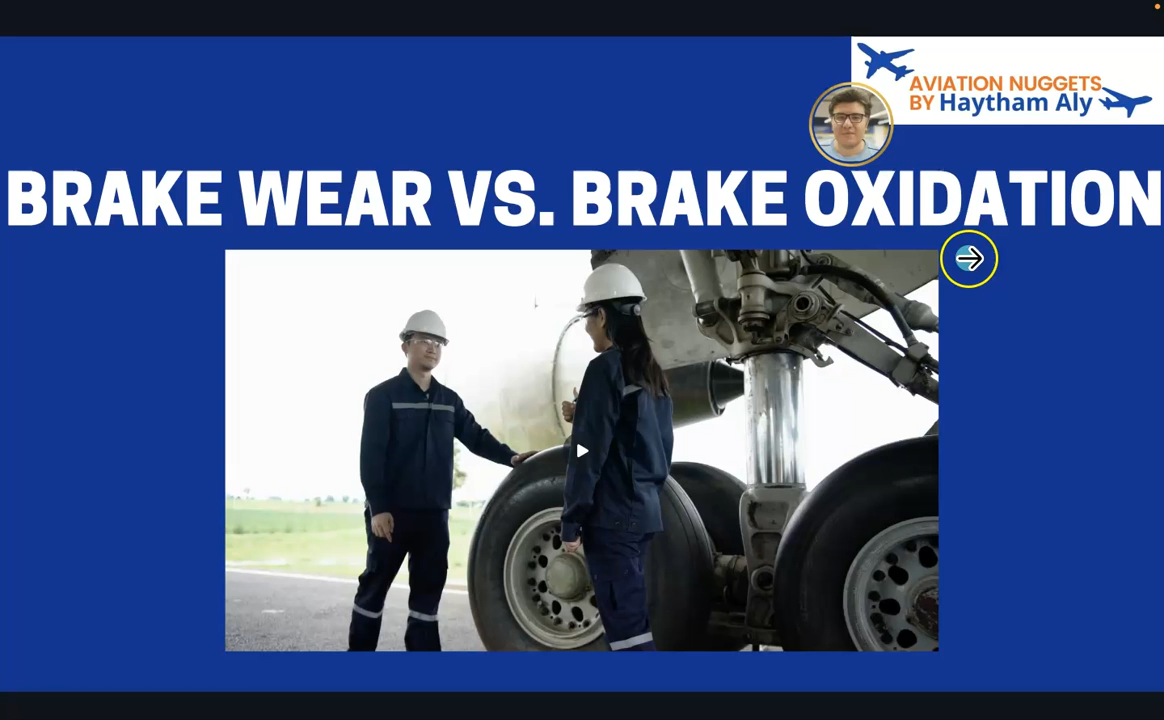 AVIATION NUGGETS
BY Haytham Aly
BRAKE WEAR VS. BRAKE OXIDATION